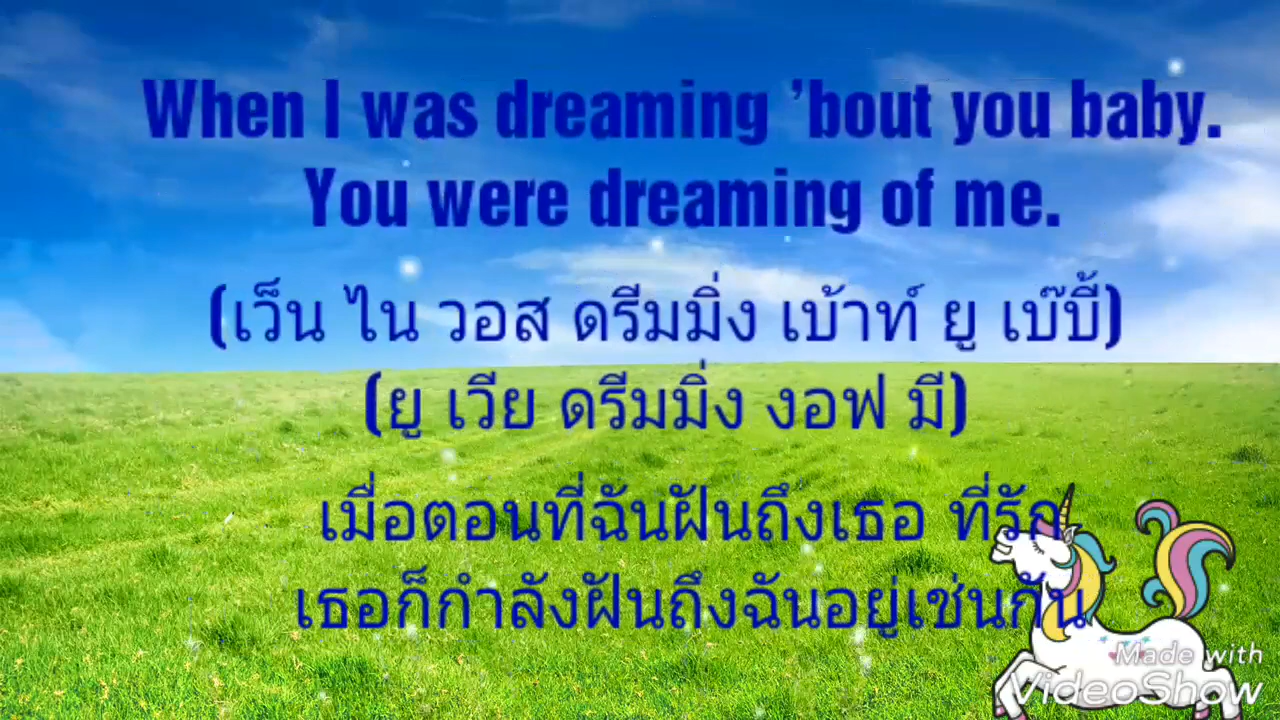 When I was dreaming ’bout you baby.
You were dreaming of me.
(เว็น ไน วอส ดรีมมิ่ง เบ้าท์ ยู เบ๊บี้)
(ยู เวีย ดรีมมิ่ง งอฟ มี)
เมื่อตอนที่ฉันฝันถึงเธอ ที่รัก
เธอก็กำลังฝันถึงฉันอยู่เช่นกัน
Made with
VideoShow